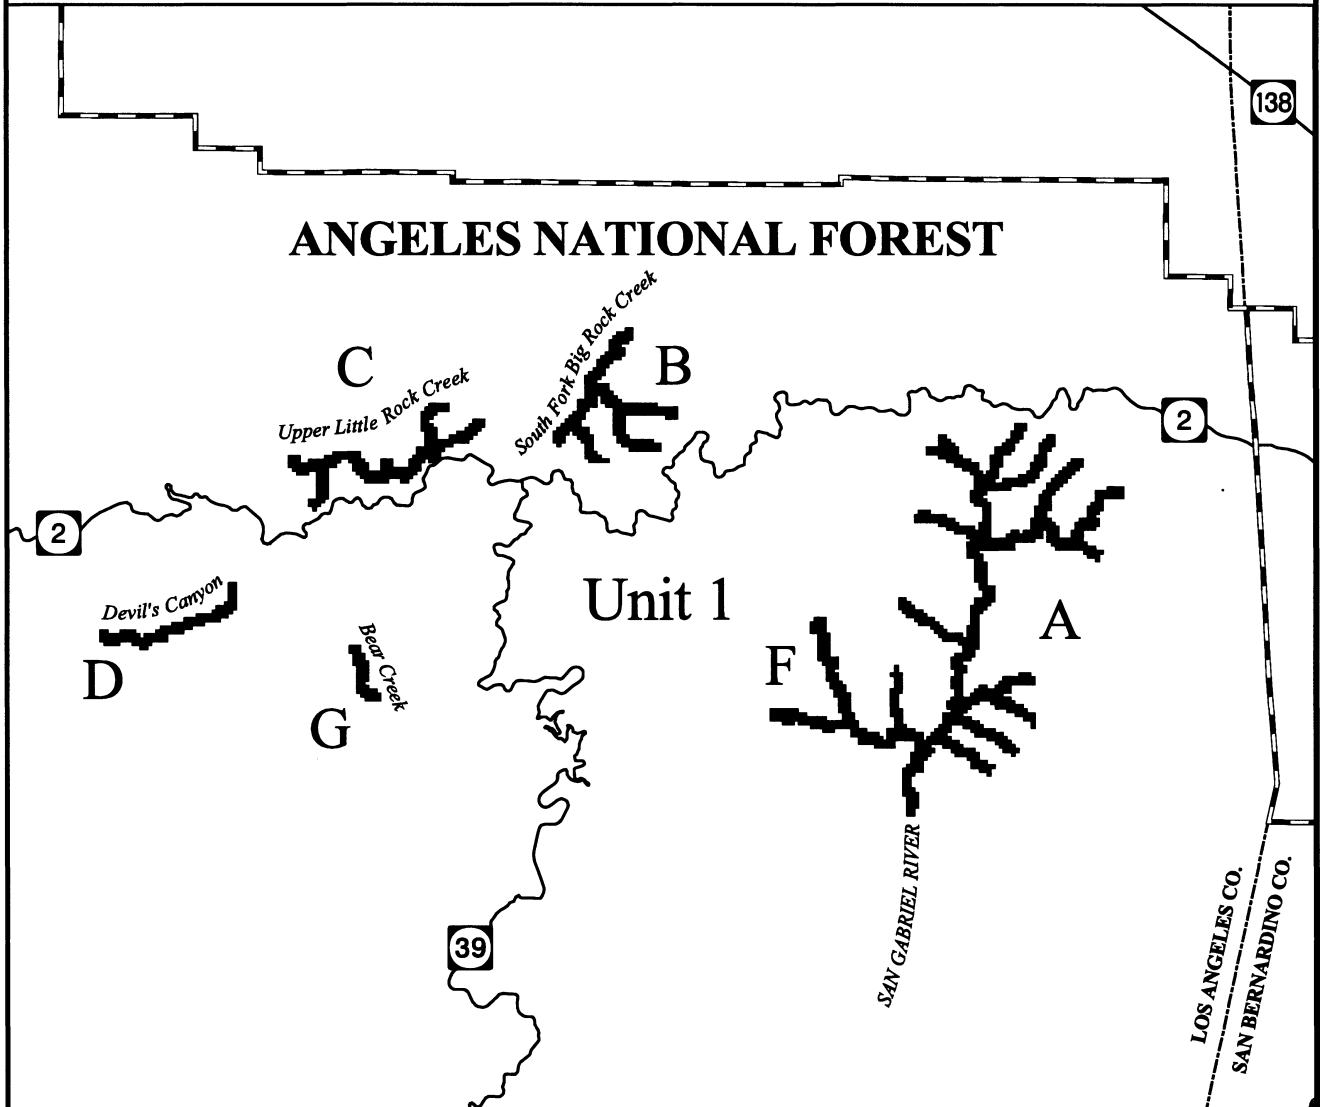 138
ANGELES NATIONAL FOREST
South Fork Big Rock Creek
C
B
Upper Little Rock Creek
2
2
Devil's Canyon
Unit 1
A
D
Bear Creek
F
G
SAN GABRIEL RIVER
39
LOS ANGELES CO.
SAN BERNARDINO CO.